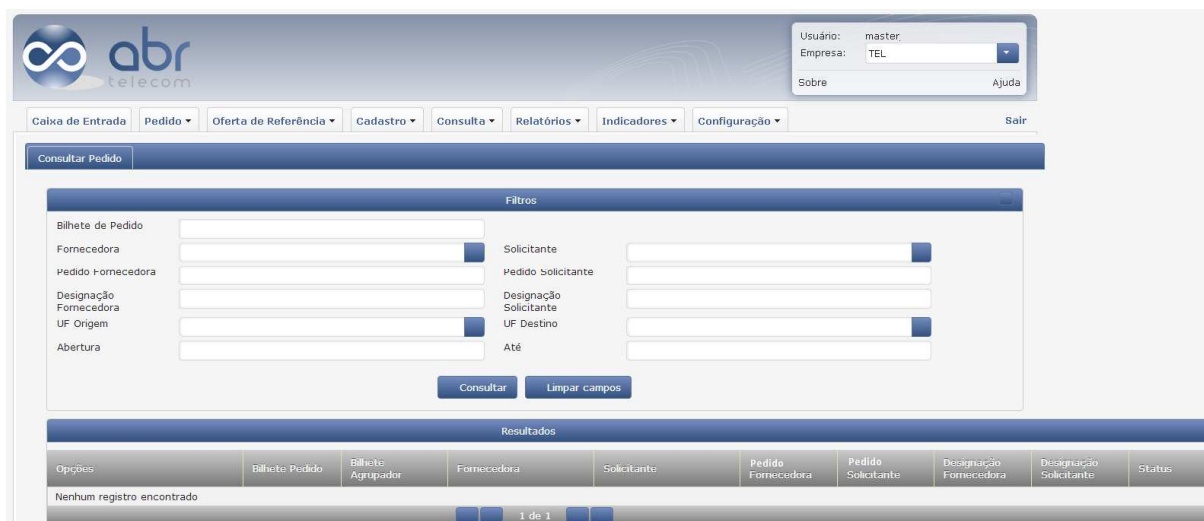 abr
telecom
Usuário: master
Empresa: TEL
Sobre Ajuda
Caixa de Entrada Pedido Oferta de Referência Cadastro Consulta Relatórios Indicadores Configuração Sair
Consultar Pedido
Filtros
Bilhete de Pedido
Fornecedora Solicitante
Pedido Fornecedora Pedido Solicitante
Designação Designação
Fornecedora Solicitante
UF Origem UF Destino
Abertura Até
Consultar Limpar campos
Resultados
Opções Bilhete Pedido Bilhete Agrupador Fornecedora Solicitante Pedido Fornecedora Pedido Solicitante Designação Fornecedora Designação Solicitante Status
Nenhum registro encontrado
1 de 1